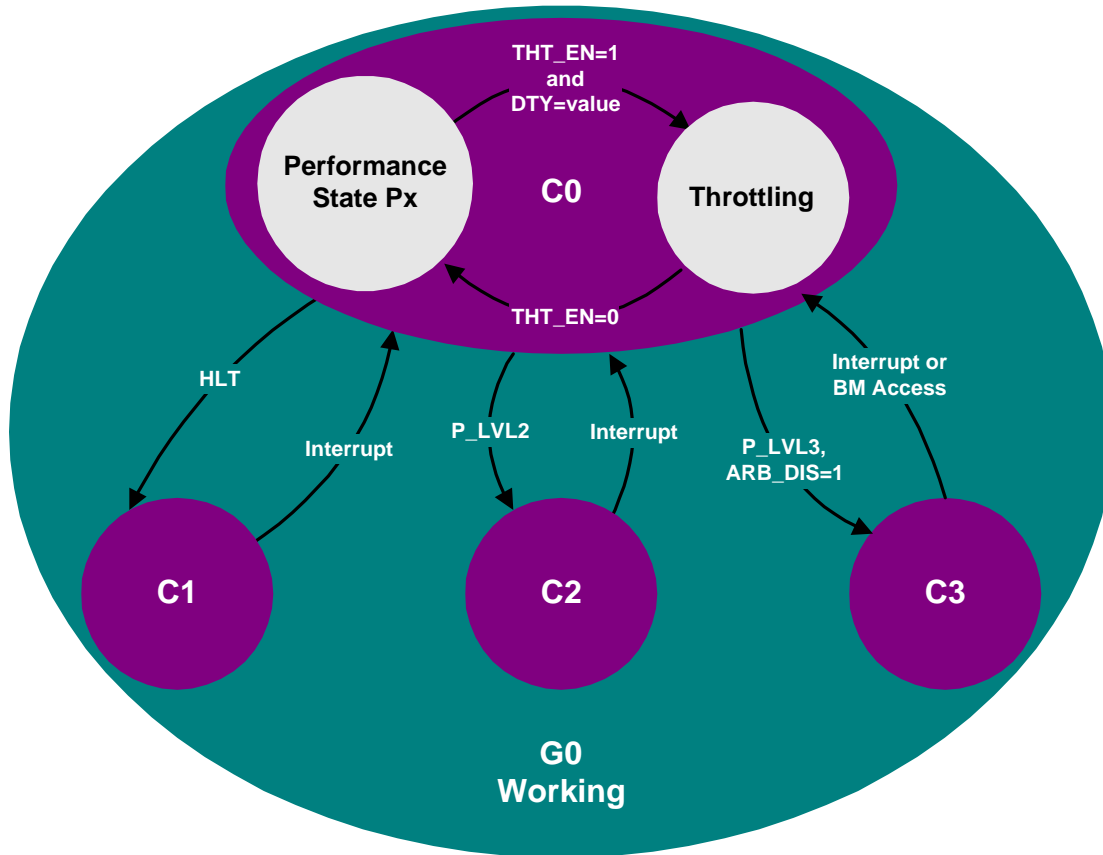 THT_EN=1
and
DTY=value
Performance
State Px
C0
Throttling
THT_EN=0
HLT
Interrupt
P_LVL2
Interrupt
P_LVL3,
ARB_DIS=1
Interrupt or
BM Access
C1
C2
C3
G0
Working